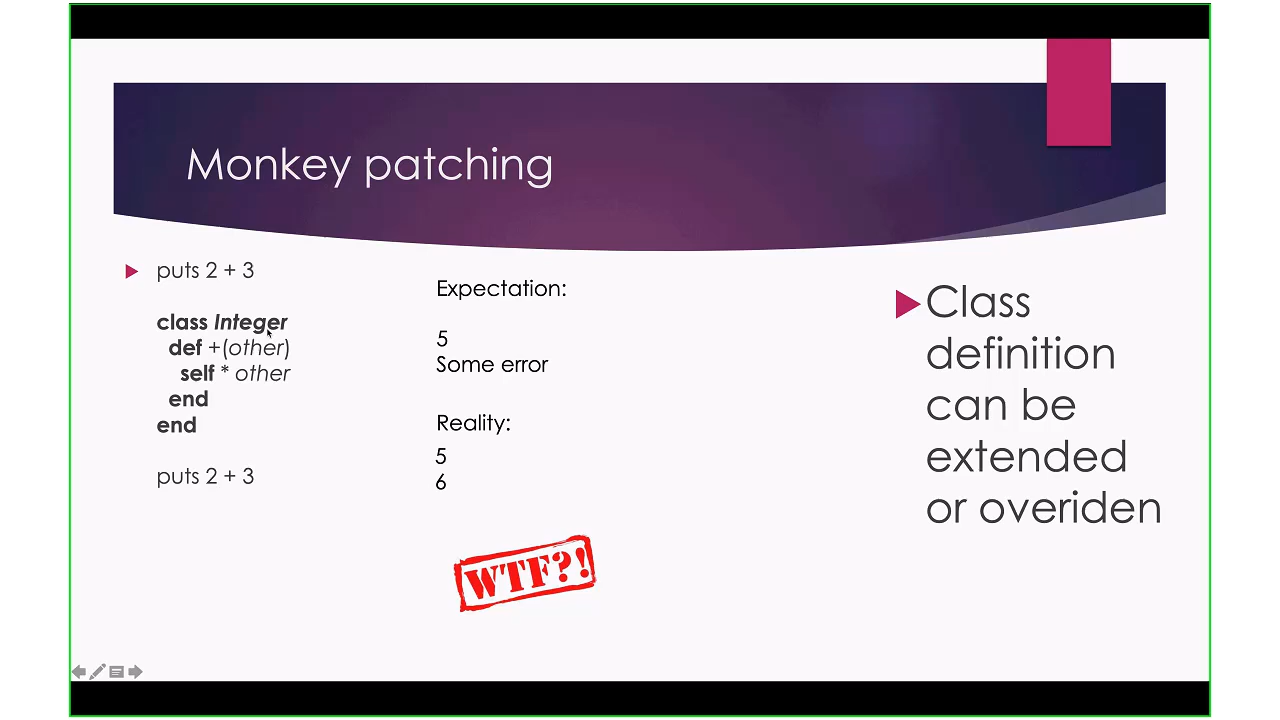 Monkey patching
puts 2 + 3
class Integer
def +(other)
self * other
end
end
puts 2 + 3
Expectation:
5
Some error
Reality:
5
6
WTF?!
Class
definition
can be
extended
or overiden